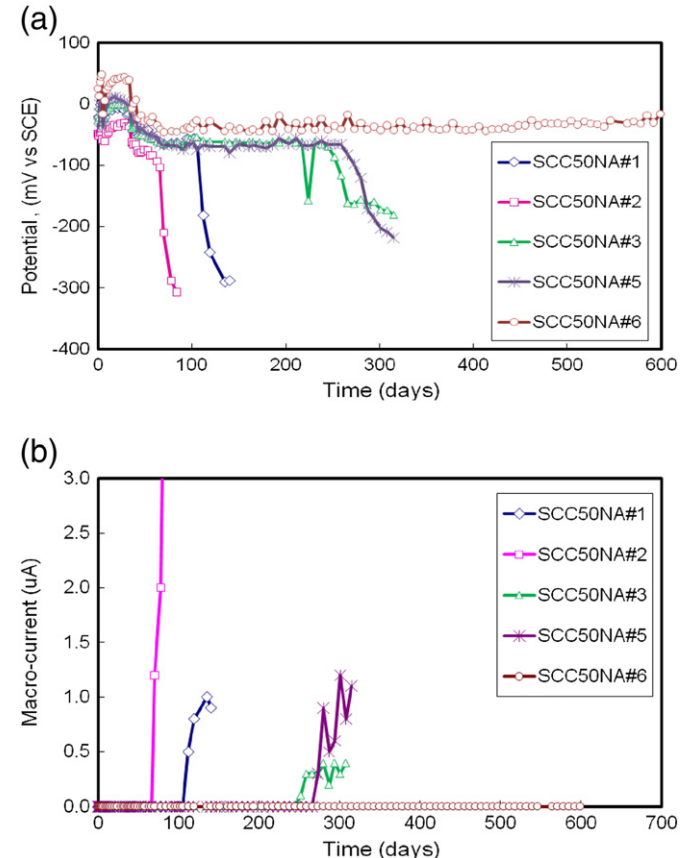 (a)
100
0
-100
-200
-300
-400
Potential, (mV vs SCE)
0
100
200
300
400
500
600
Time (days)
SCC50NA#1
SCC50NA#2
SCC50NA#3
SCC50NA#5
SCC50NA#6
(b)
3.0
2.5
2.0
1.5
1.0
0.5
0.0
Macro-current (uA)
0
100
200
300
400
500
600
700
Time (days)
SCC50NA#1
SCC50NA#2
SCC50NA#3
SCC50NA#5
SCC50NA#6